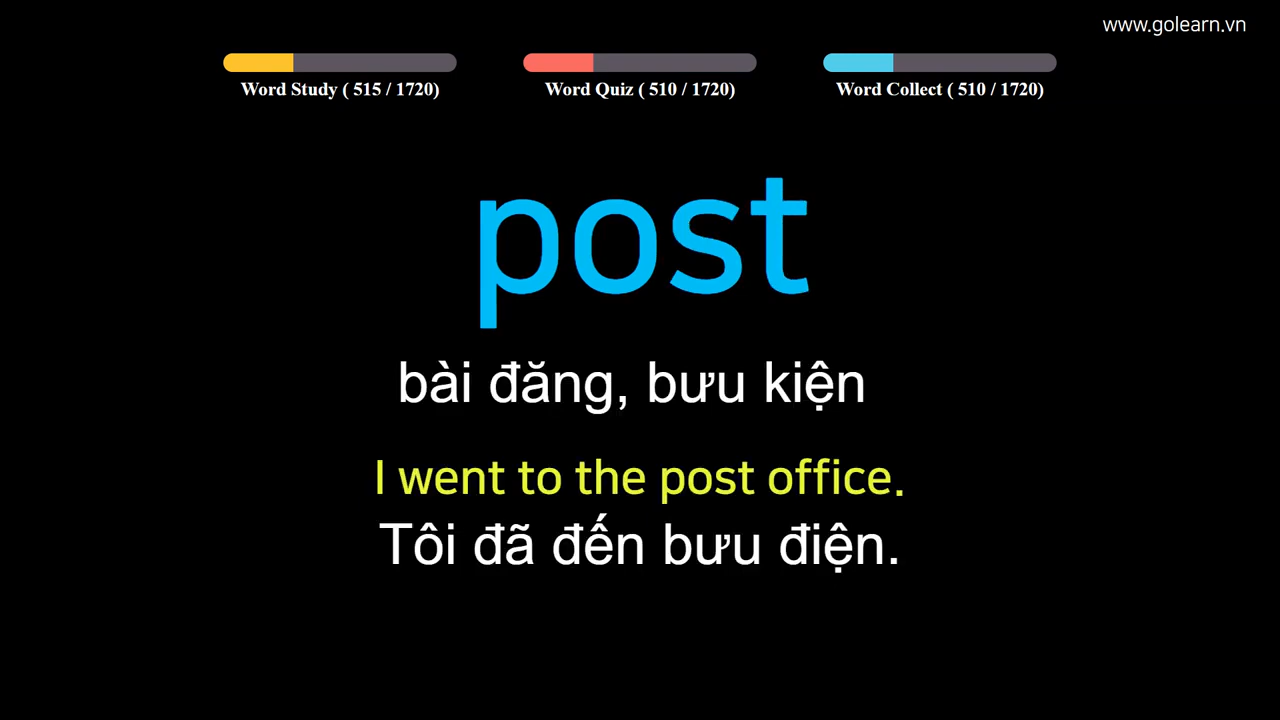 www.golearn.vn
Word Study ( 515 / 1720)
Word Quiz ( 510 / 1720)
Word Collect ( 510 / 1720)
post
bài đăng, bưu kiện
I went to the post office.
Tôi đã đến bưu điện.